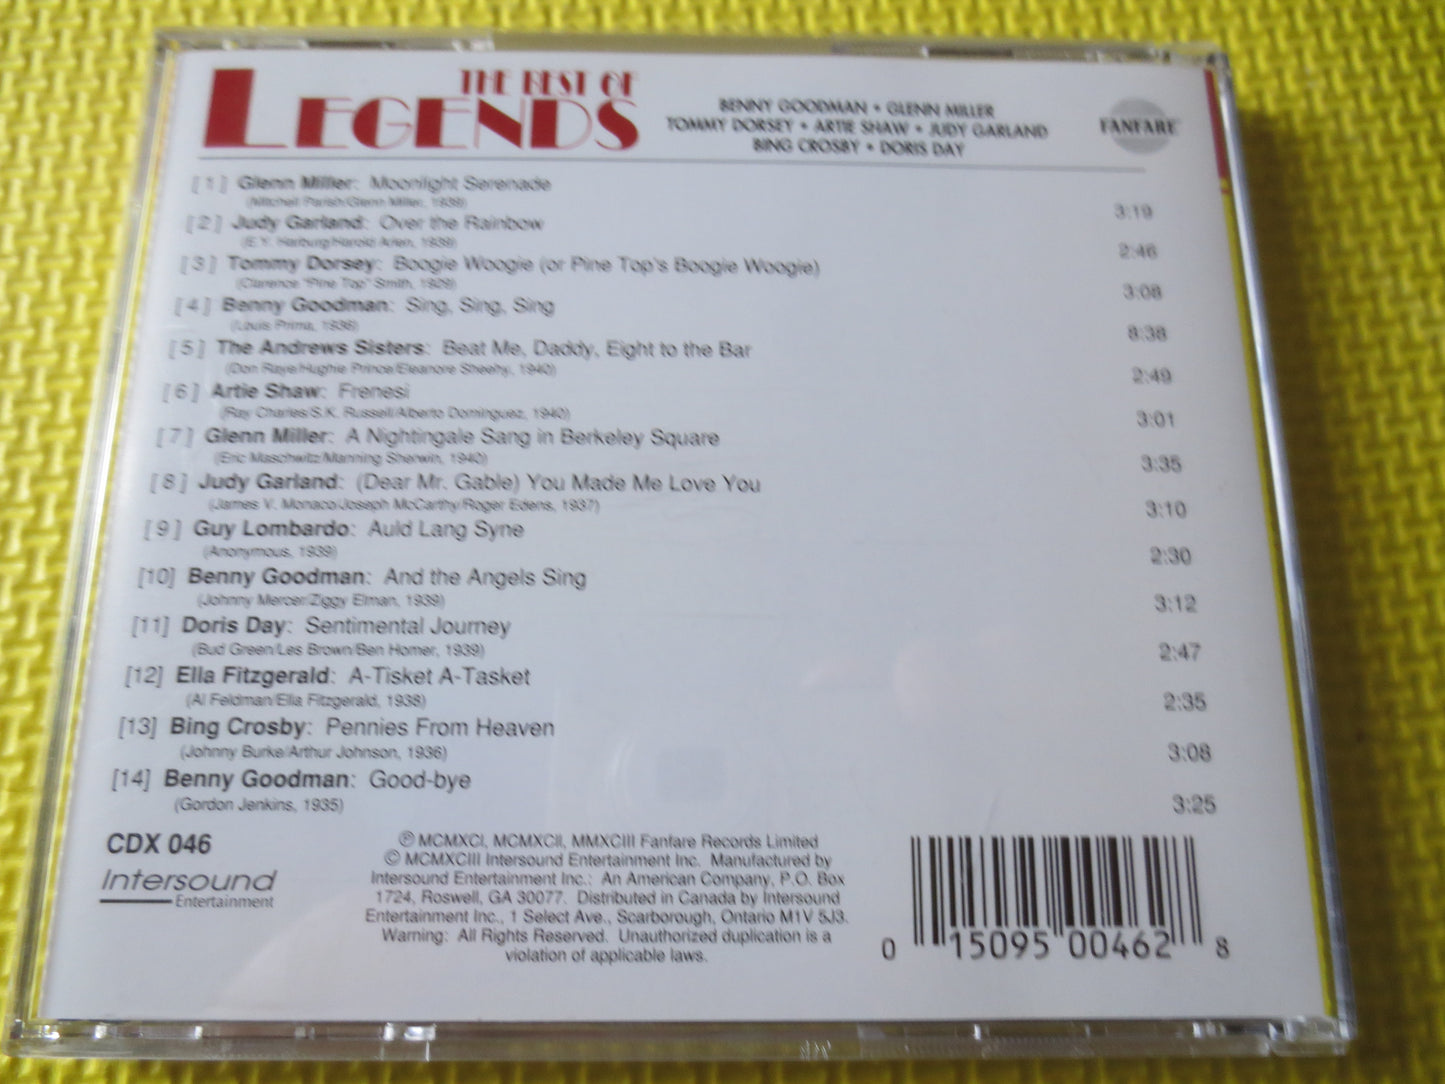 THE BEST OF
LEGENDS
BENNY GOODMAN • GLENN MILLER
TOMMY DORSEY • ARTIE SHAW • JUDY GARLAND
BING CROSBY • DORIS DAY
FANFARE
[ 1 ] Glenn Miller: Moonlight Serenade
(Mitchell Parish/Glenn Miller, 1939) 3:19
[ 2 ] Judy Garland: Over the Rainbow
(E.Y. Harburg/Harold Arlen, 1939) 2:46
[ 3 ] Tommy Dorsey: Boogie Woogie (or Pine Top's Boogie Woogie)
(Clarence "Pine Top" Smith, 1929) 3:08
[ 4 ] Benny Goodman: Sing, Sing, Sing
(Louis Prima, 1936) 8:38
[ 5 ] The Andrews Sisters: Beat Me, Daddy, Eight to the Bar
(Don Raye/Hughie Prince/Eleanore Sheehy, 1940) 2:49
[ 6 ] Artie Shaw: Frenesi
(Ray Charles/S.K. Russell/Alberto Dominguez, 1940) 3:01
[ 7 ] Glenn Miller: A Nightingale Sang in Berkeley Square
(Eric Maschwitz/Manning Sherwin, 1940) 3:35
[ 8 ] Judy Garland: (Dear Mr. Gable) You Made Me Love You
(James V. Monaco/Joseph McCarthy/Roger Edens, 1937) 3:10
[ 9 ] Guy Lombardo: Auld Lang Syne
(Anonymous, 1939) 2:30
[10] Benny Goodman: And the Angels Sing
(Johnny Mercer/Ziggy Elman, 1939) 3:12
[11] Doris Day: Sentimental Journey
(Bud Green/Les Brown/Ben Homer, 1939) 2:47
[12] Ella Fitzgerald: A-Tisket A-Tasket
(Al Feldman/Ella Fitzgerald, 1938) 2:35
[13] Bing Crosby: Pennies From Heaven
(Johnny Burke/Arthur Johnson, 1936) 3:08
[14] Benny Goodman: Good-bye
(Gordon Jenkins, 1935) 3:25
CDX 046
Intersound
Entertainment
℗ MCMXCI, MCMXCII, MMXCIII Fanfare Records Limited
© MCMXCIII Intersound Entertainment Inc. Manufactured by
Intersound Entertainment Inc.: An American Company, P.O. Box
1724, Roswell, GA 30077. Distributed in Canada by Intersound
Entertainment Inc., 1 Select Ave., Scarborough, Ontario M1V 5J3.
Warning: All Rights Reserved. Unauthorized duplication is a
violation of applicable laws.
0 15095 00462 8